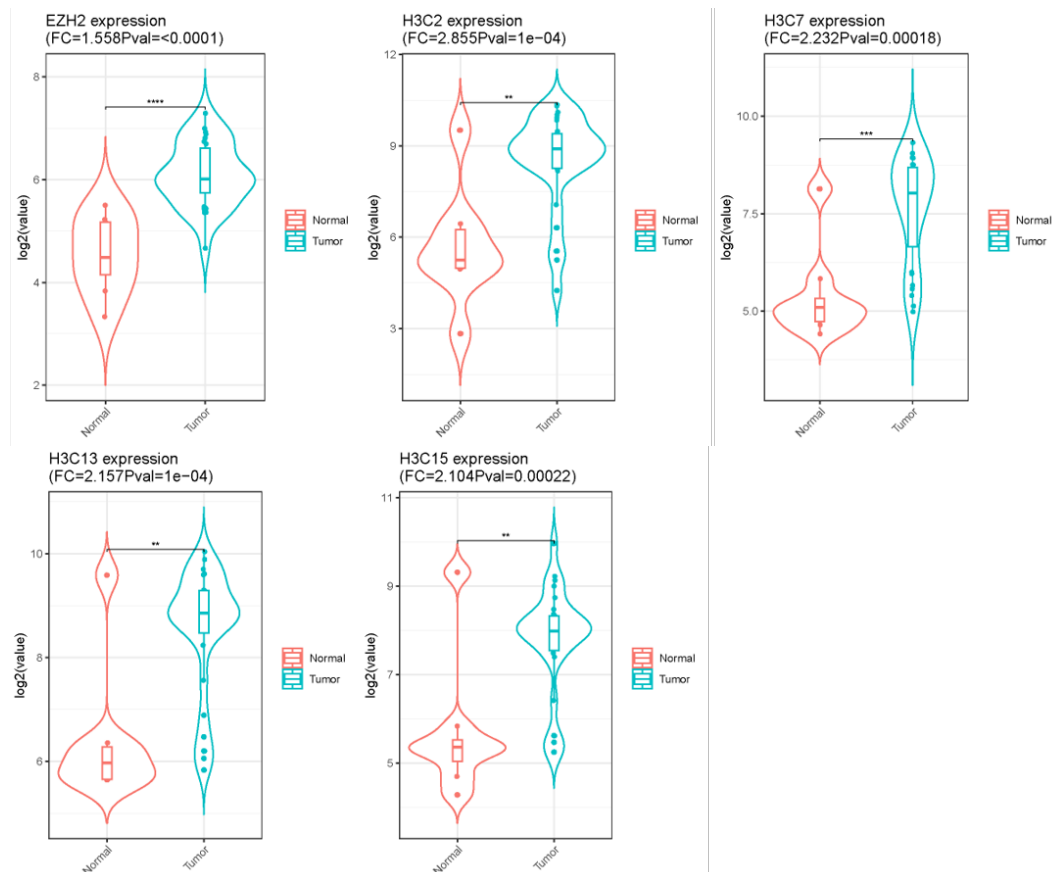 EZH2 expression
(FC=1.558Pval=<0.0001)
8
6
4
2
log2(value)
****
Normal
Tumor
Normal
Tumor
H3C2 expression
(FC=2.855Pval=1e−04)
12
9
6
3
log2(value)
**
Normal
Tumor
Normal
Tumor
H3C7 expression
(FC=2.232Pval=0.00018)
10.0
7.5
5.0
log2(value)
***
Normal
Tumor
Normal
Tumor
H3C13 expression
(FC=2.157Pval=1e−04)
10
8
6
log2(value)
**
Normal
Tumor
Normal
Tumor
H3C15 expression
(FC=2.104Pval=0.00022)
11
9
7
5
log2(value)
**
Normal
Tumor
Normal
Tumor